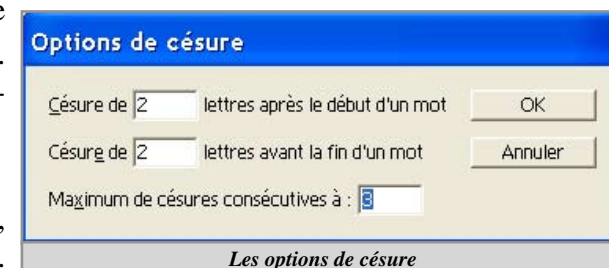 e
Options de césure
.
-
Césure de 2 lettres après le début d'un mot OK
Césure de 2 lettres avant la fin d'un mot Annuler
Maximum de césures consécutives à : 3
,
.
Les options de césure